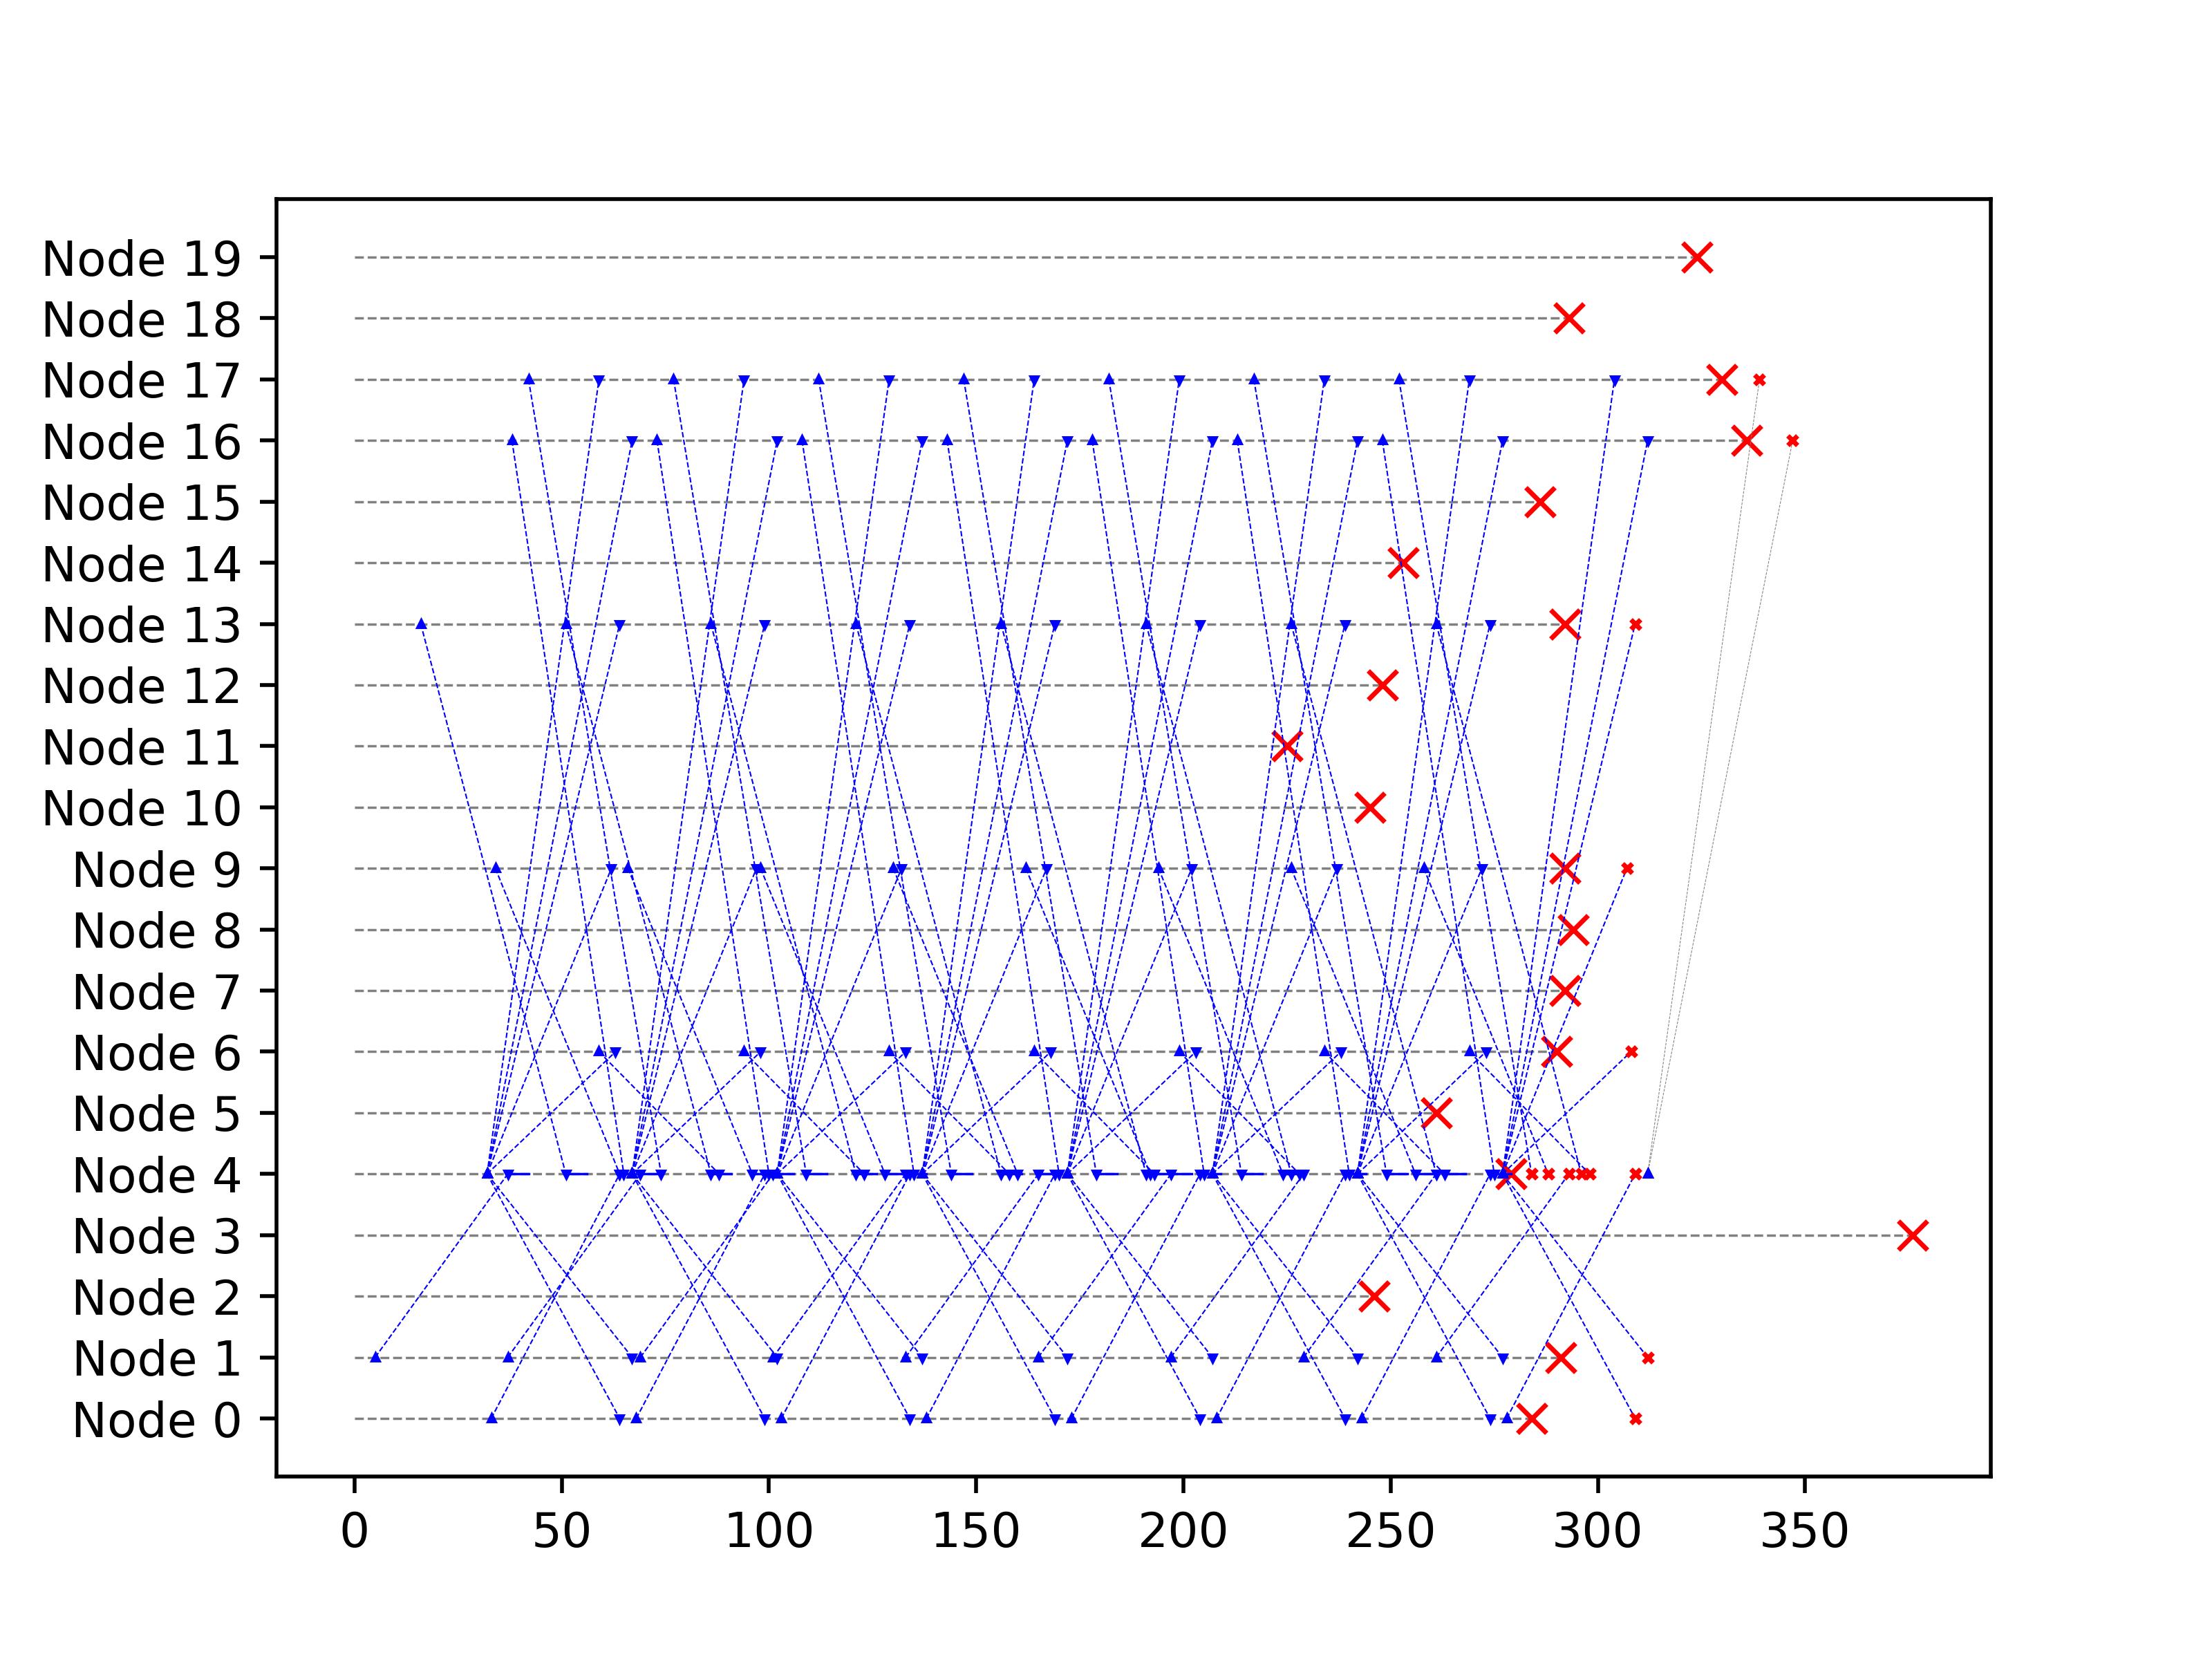 Node 19
Node 18
Node 17
Node 16
Node 15
Node 14
Node 13
Node 12
Node 11
Node 10
Node 9
Node 8
Node 7
Node 6
Node 5
Node 4
Node 3
Node 2
Node 1
Node 0
0 50 100 150 200 250 300 350